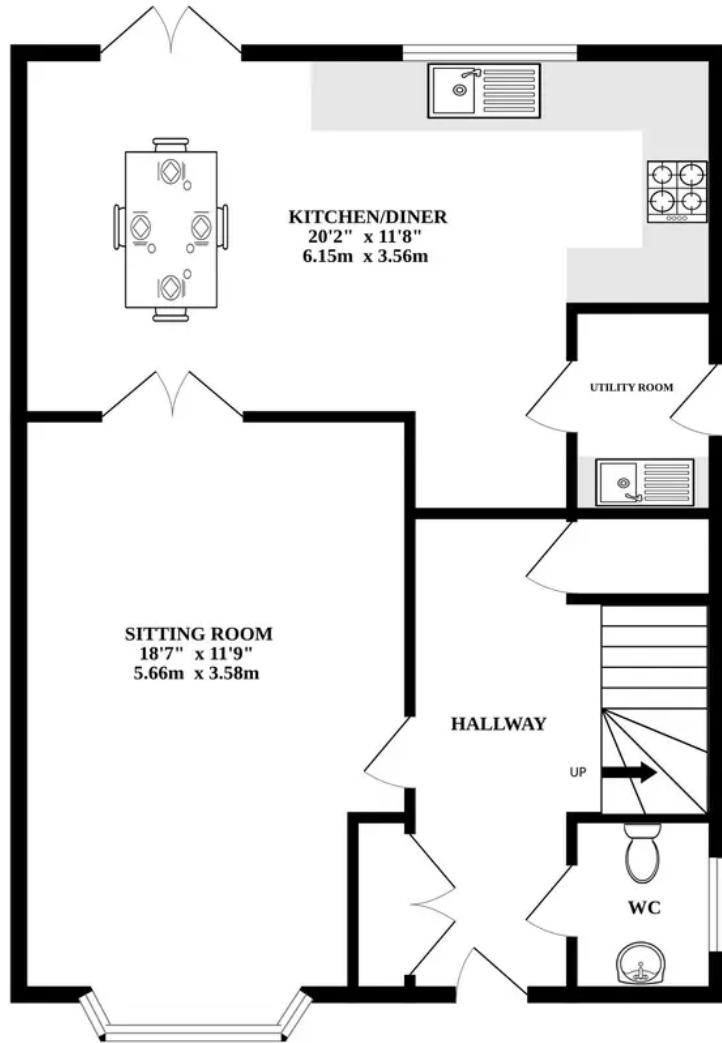 KITCHEN/DINER
20'2" x 11'8"
6.15m x 3.56m
UTILITY ROOM
SITTING ROOM
18'7" x 11'9"
5.66m x 3.58m
HALLWAY
UP
WC